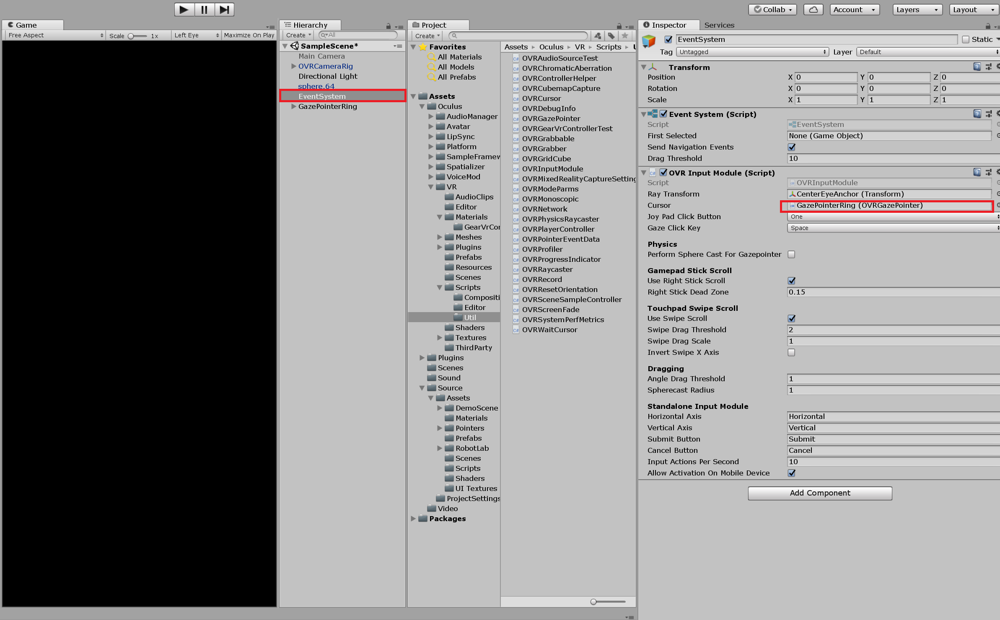 Collab
Account
Layers
Layout
Game
Free Aspect
Scale
1x
Left Eye
Maximize On Play
Hierarchy
Create
All
SampleScene*
Main Camera
OVRCameraRig
Directional Light
sphere.64
EventSystem
GazePointerRing
Project
Create
Favorites
All Materials
All Models
All Prefabs
Assets
Oculus
AudioManager
Avatar
LipSync
Platform
SampleFramew
Spatializer
VoiceMod
VR
AudioClips
Editor
Materials
GearVrCor
Meshes
Plugins
Prefabs
Resources
Scenes
Scripts
Compositi
Editor
Util
Shaders
Textures
ThirdParty
Plugins
Scenes
Sound
Source
Assets
DemoScene
Materials
Pointers
Prefabs
RobotLab
Scenes
Scripts
Shaders
UI Textures
ProjectSettings
Video
Packages
Assets Oculus VR Scripts
OVRAudioSourceTest
OVRChromaticAberration
OVRControllerHelper
OVRCubemapCapture
OVRCursor
OVRDebugInfo
OVRGazePointer
OVRGearVrControllerTest
OVRGrabbable
OVRGrabber
OVRGridCube
OVRInputModule
OVRMixedRealityCaptureSetting
OVRModeParms
OVRMonoscopic
OVRNetwork
OVRPhysicsRaycaster
OVRPlayerController
OVRPointerEventData
OVRProfiler
OVRProgressIndicator
OVRRaycaster
OVRRecord
OVRResetOrientation
OVRSceneSampleController
OVRScreenFade
OVRSystemPerfMetrics
OVRWaitCursor
Inspector
Services
EventSystem
Static
Tag Untagged
Layer Default
Transform
Position X 0 Y 0 Z 0
Rotation X 0 Y 0 Z 0
Scale X 1 Y 1 Z 1
Event System (Script)
Script EventSystem
First Selected None (Game Object)
Send Navigation Events
Drag Threshold 10
OVR Input Module (Script)
Script OVRInputModule
Ray Transform CenterEyeAnchor (Transform)
Cursor GazePointerRing (OVRGazePointer)
Joy Pad Click Button One
Gaze Click Key Space
Physics
Perform Sphere Cast For Gazepointer
Gamepad Stick Scroll
Use Right Stick Scroll
Right Stick Dead Zone 0.15
Touchpad Swipe Scroll
Use Swipe Scroll
Swipe Drag Threshold 2
Swipe Drag Scale 1
Invert Swipe X Axis
Dragging
Angle Drag Threshold 1
Spherecast Radius 1
Standalone Input Module
Horizontal Axis Horizontal
Vertical Axis Vertical
Submit Button Submit
Cancel Button Cancel
Input Actions Per Second 10
Allow Activation On Mobile Device
Add Component